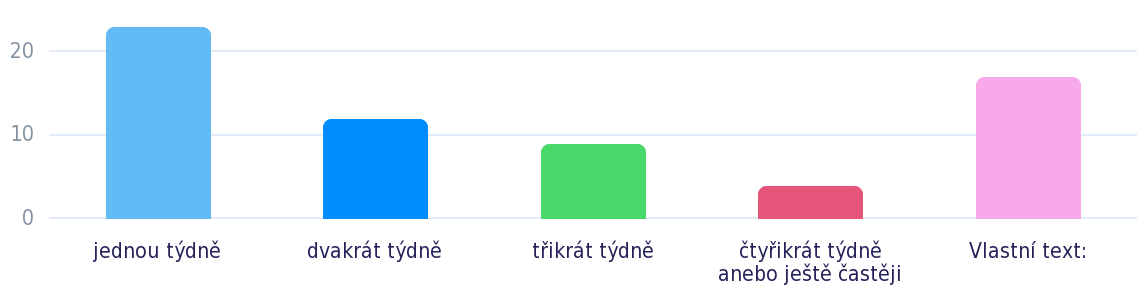 20
10
0
jednou týdně
dvakrát týdně
třikrát týdně
čtyřikrát týdně
anebo ještě častěji
Vlastní text: